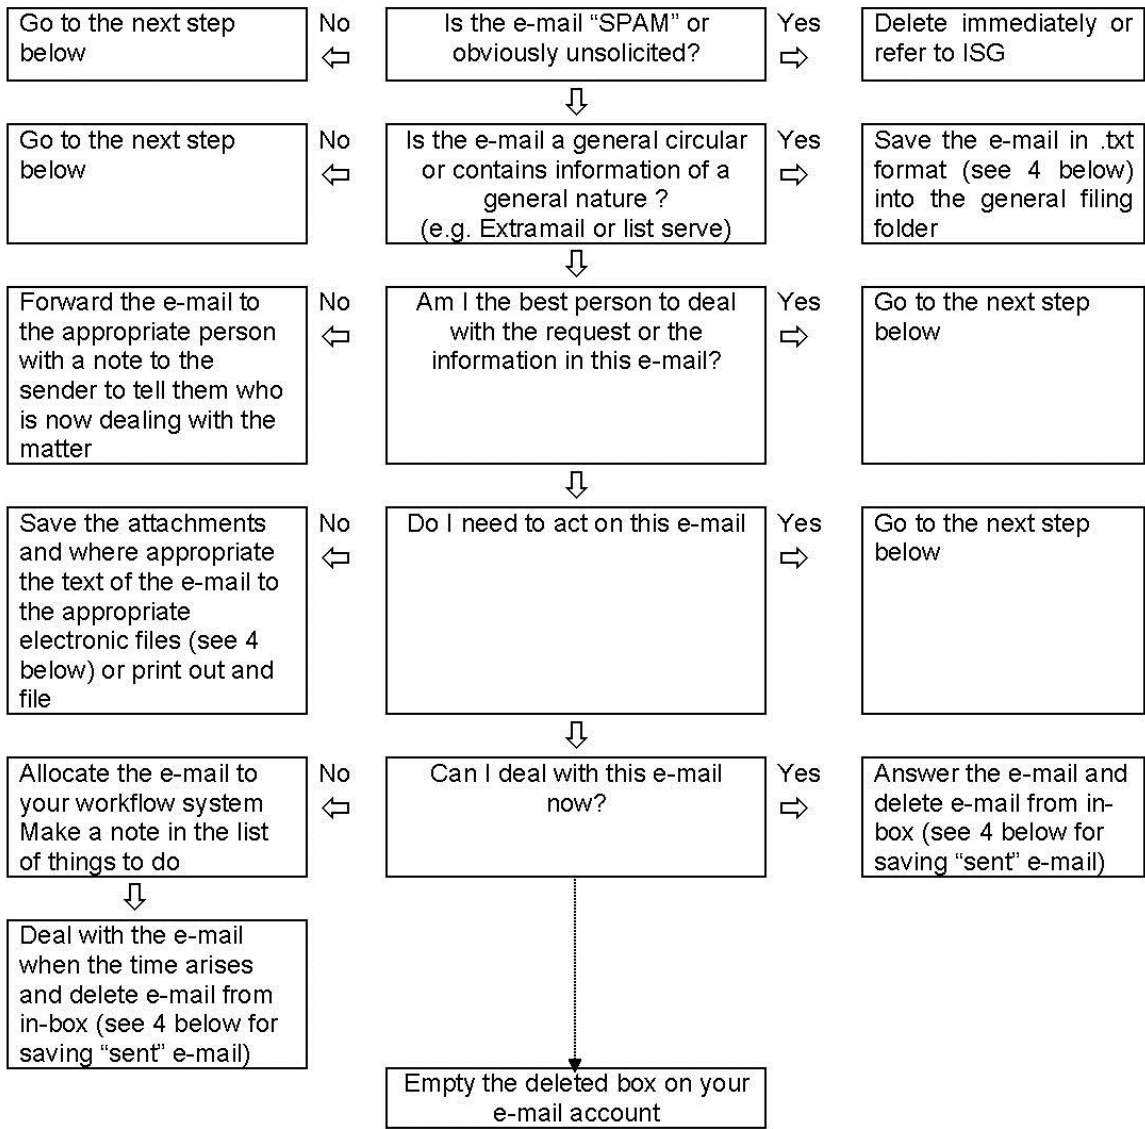 Go to the next step
below
No
Is the e-mail “SPAM” or
obviously unsolicited?
Yes
Delete immediately or
refer to ISG
Go to the next step
below
No
Is the e-mail a general circular
or contains information of a
general nature ?
(e.g. Extramail or list serve)
Yes
Save the e-mail in .txt
format (see 4 below)
into the general filing
folder
Forward the e-mail to
the appropriate person
with a note to the
sender to tell them who
is now dealing with the
matter
No
Am I the best person to deal
with the request or the
information in this e-mail?
Yes
Go to the next step
below
Save the attachments
and where appropriate
the text of the e-mail to
the appropriate
electronic files (see 4
below) or print out and
file
No
Do I need to act on this e-mail
Yes
Go to the next step
below
Allocate the e-mail to
your workflow system
Make a note in the list
of things to do
No
Can I deal with this e-mail
now?
Yes
Answer the e-mail and
delete e-mail from in-
box (see 4 below for
saving “sent” e-mail)
Deal with the e-mail
when the time arises
and delete e-mail from
in-box (see 4 below for
saving “sent” e-mail)
Empty the deleted box on your
e-mail account